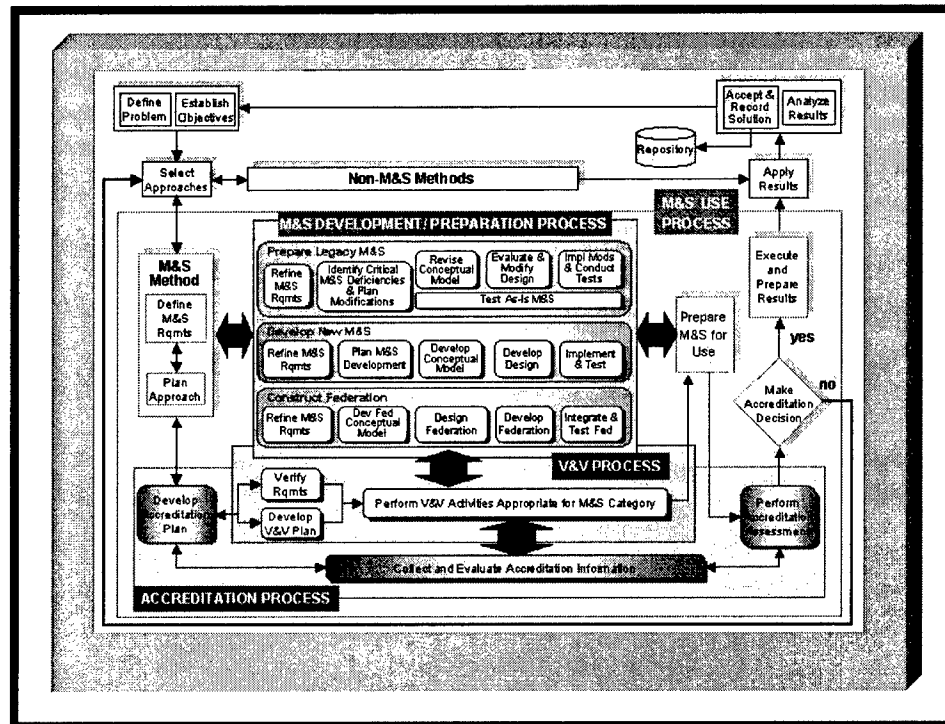 Define
Problem
Establish
Objectives
Accept &
Record
Solution
Analyze
Results
Repository
Select
Approaches
Non-M&S Methods
Apply
Results
M&S USE
PROCESS
M&S DEVELOPMENT/ PREPARATION PROCESS
Prepare Legacy M&S
Refine
M&S
Rqmts
Identify Critical
M&S Deficiencies
& Plan
Modifications
Revise
Conceptual
Model
Evaluate &
Modify
Design
Impl Mods
& Conduct
Tests
Test As-Is M&S
M&S
Method
Define
M&S
Rqmts
Plan
Approach
Develop New M&S
Refine M&S
Rqmts
Plan M&S
Development
Develop
Conceptual
Model
Develop
Design
Implement
& Test
Construct Federation
Refine M&S
Rqmts
Dev Fed
Conceptual
Model
Design
Federation
Develop
Federation
Integrate &
Test Fed
Prepare
M&S for
Use
Execute
and
Prepare
Results
yes
no
Make
Accreditation
Decision
V&V PROCESS
Develop
Accreditation
Plan
Verify
Rqmts
Develop
V&V Plan
Perform V&V Activities Appropriate for M&S Category
Perform
Accreditation
Assessment
Collect and Evaluate Accreditation Information
ACCREDITATION PROCESS